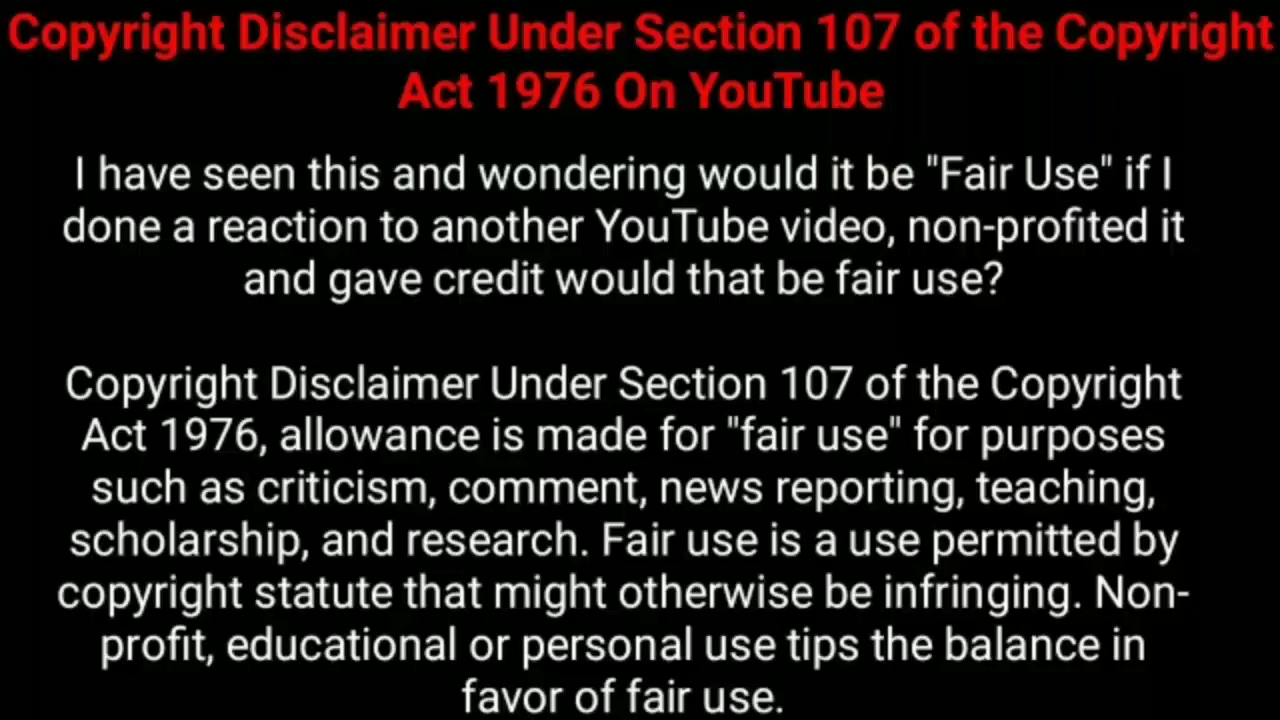 Copyright Disclaimer Under Section 107 of the Copyright
Act 1976 On YouTube
I have seen this and wondering would it be "Fair Use" if I
done a reaction to another YouTube video, non-profited it
and gave credit would that be fair use?
Copyright Disclaimer Under Section 107 of the Copyright
Act 1976, allowance is made for "fair use" for purposes
such as criticism, comment, news reporting, teaching,
scholarship, and research. Fair use is a use permitted by
copyright statute that might otherwise be infringing. Non-
profit, educational or personal use tips the balance in
favor of fair use.